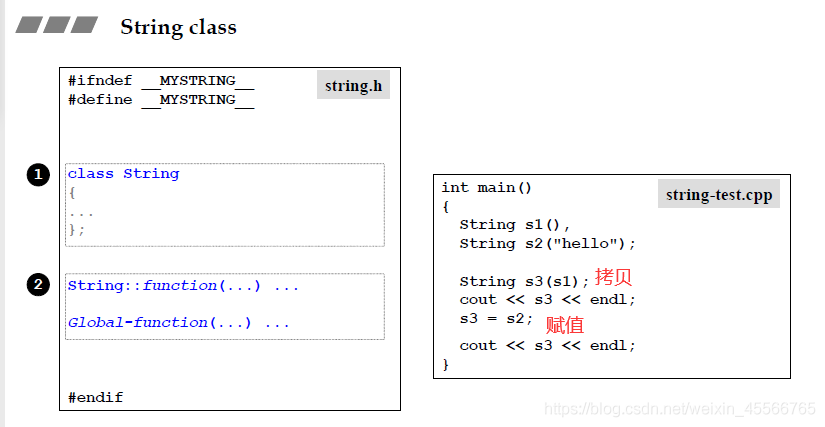 String class
#ifndef __MYSTRING__
string.h
#define __MYSTRING__
1
class String
{
...
};
2
String::function(...) ...
Global-function(...) ...
#endif
int main()
string-test.cpp
{
String s1(),
String s2("hello");
String s3(s1); 拷贝
cout << s3 << endl;
s3 = s2; 赋值
cout << s3 << endl;
}
https://blog.csdn.net/weixin_45566765